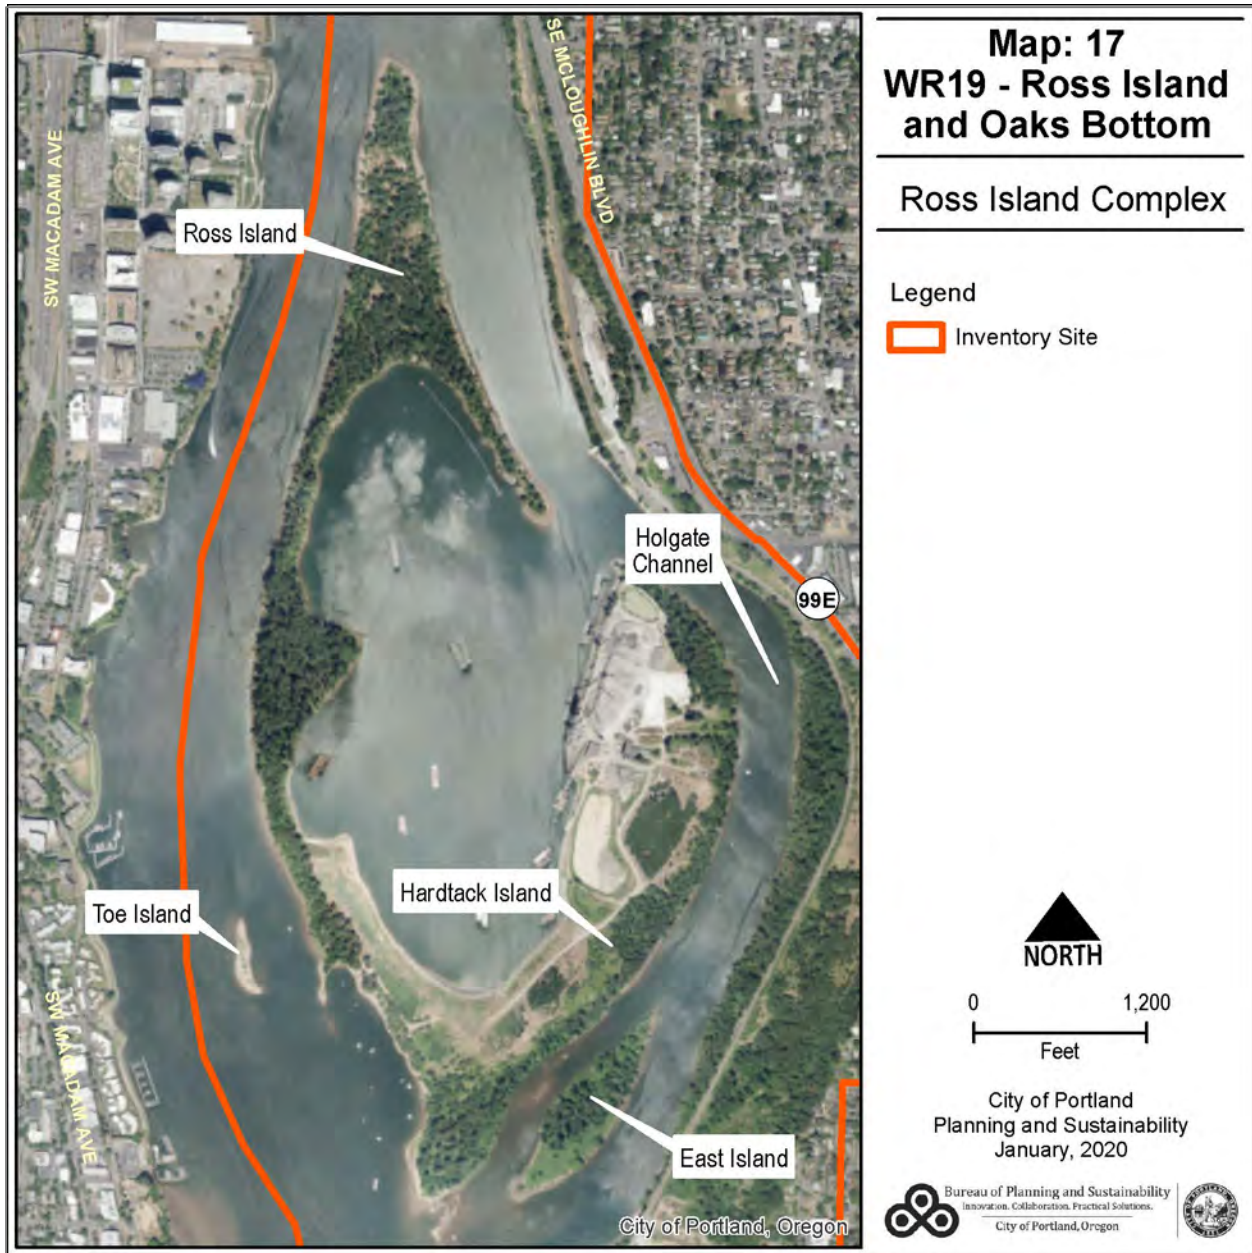 Map: 17
WR19 - Ross Island
and Oaks Bottom
Ross Island Complex
Legend
Inventory Site
SW MACADAM AVE
SE MCLOUGHLIN BLVD
Ross Island
Holgate
Channel
99E
Hardtack Island
Toe Island
SW MACADAM AVE
East Island
City of Portland, Oregon
NORTH
0 1,200
Feet
City of Portland
Planning and Sustainability
January, 2020
Bureau of Planning and Sustainability
Innovation. Collaboration. Practical Solutions.
City of Portland, Oregon